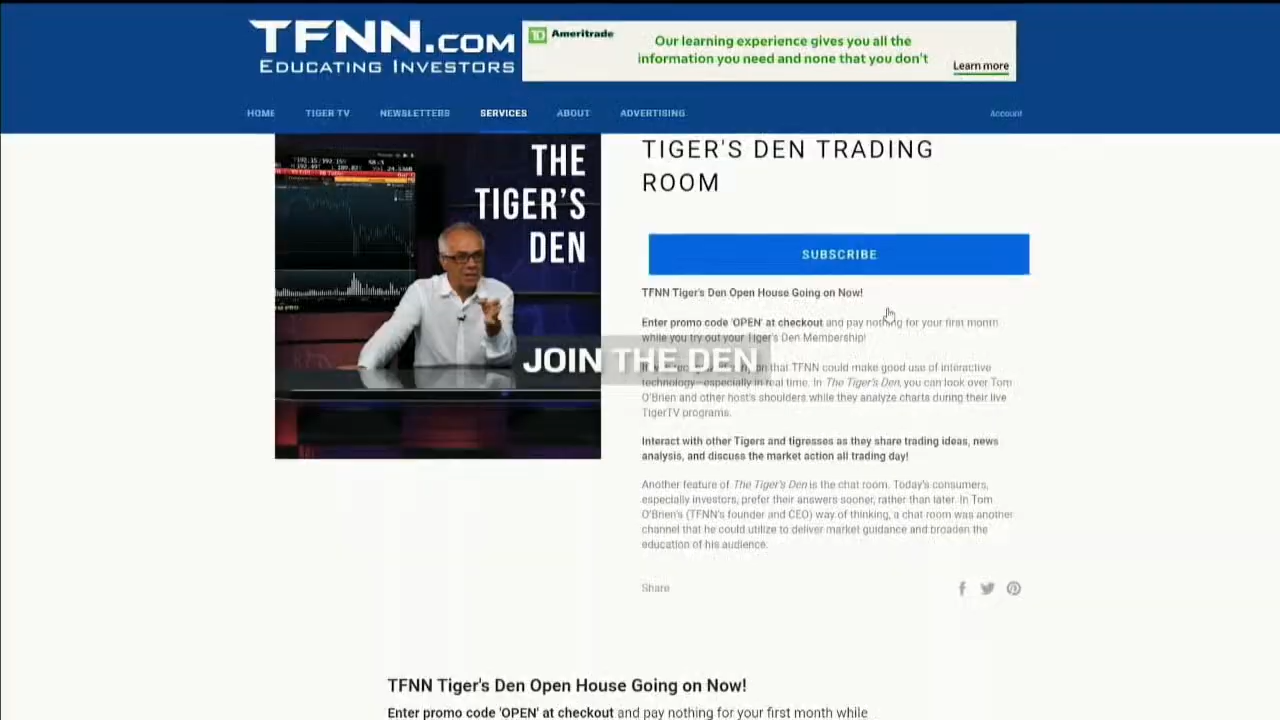 TFNN.COM
EDUCATING INVESTORS
TD Ameritrade
Our learning experience gives you all the
information you need and none that you don't
Learn more
HOME TIGER TV NEWSLETTERS SERVICES ABOUT ADVERTISING Account
THE
TIGER'S
DEN
TIGER'S DEN TRADING
ROOM
SUBSCRIBE
TFNN Tiger's Den Open House Going on Now!
Enter promo code 'OPEN' at checkout and pay nothing for your first month
while you try out your Tiger's Den Membership!
JOIN THE DEN
on that TFNN could make good use of interactive
technology—especially in real time. In The Tiger's Den, you can look over Tom
O'Brien and other host's shoulders while they analyze charts during their live
TigerTV programs.
Interact with other Tigers and tigresses as they share trading ideas, news
analysis, and discuss the market action all trading day!
Another feature of The Tiger's Den is the chat room. Today's consumers,
especially investors, prefer their answers sooner, rather than later. In Tom
O'Brien's (TFNN's founder and CEO) way of thinking, a chat room was another
channel that he could utilize to deliver market guidance and broaden the
education of his audience.
Share
TFNN Tiger's Den Open House Going on Now!
Enter promo code 'OPEN' at checkout and pay nothing for your first month while